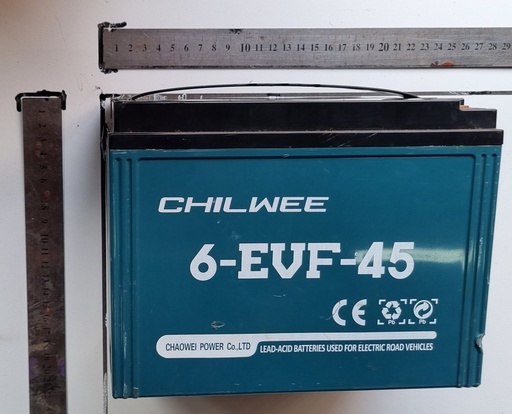 1 2 3 4 5 6 7 8 9 10 11 12 13 14 15 16 17 18 19 20 21 22 23 24 25 26 27 28 29
CHILWEE
6-EVF-45
CE
Pb Pb
CHAOWEI POWER Co.,LTD
LEAD-ACID BATTERIES USED FOR ELECTRIC ROAD VEHICLES